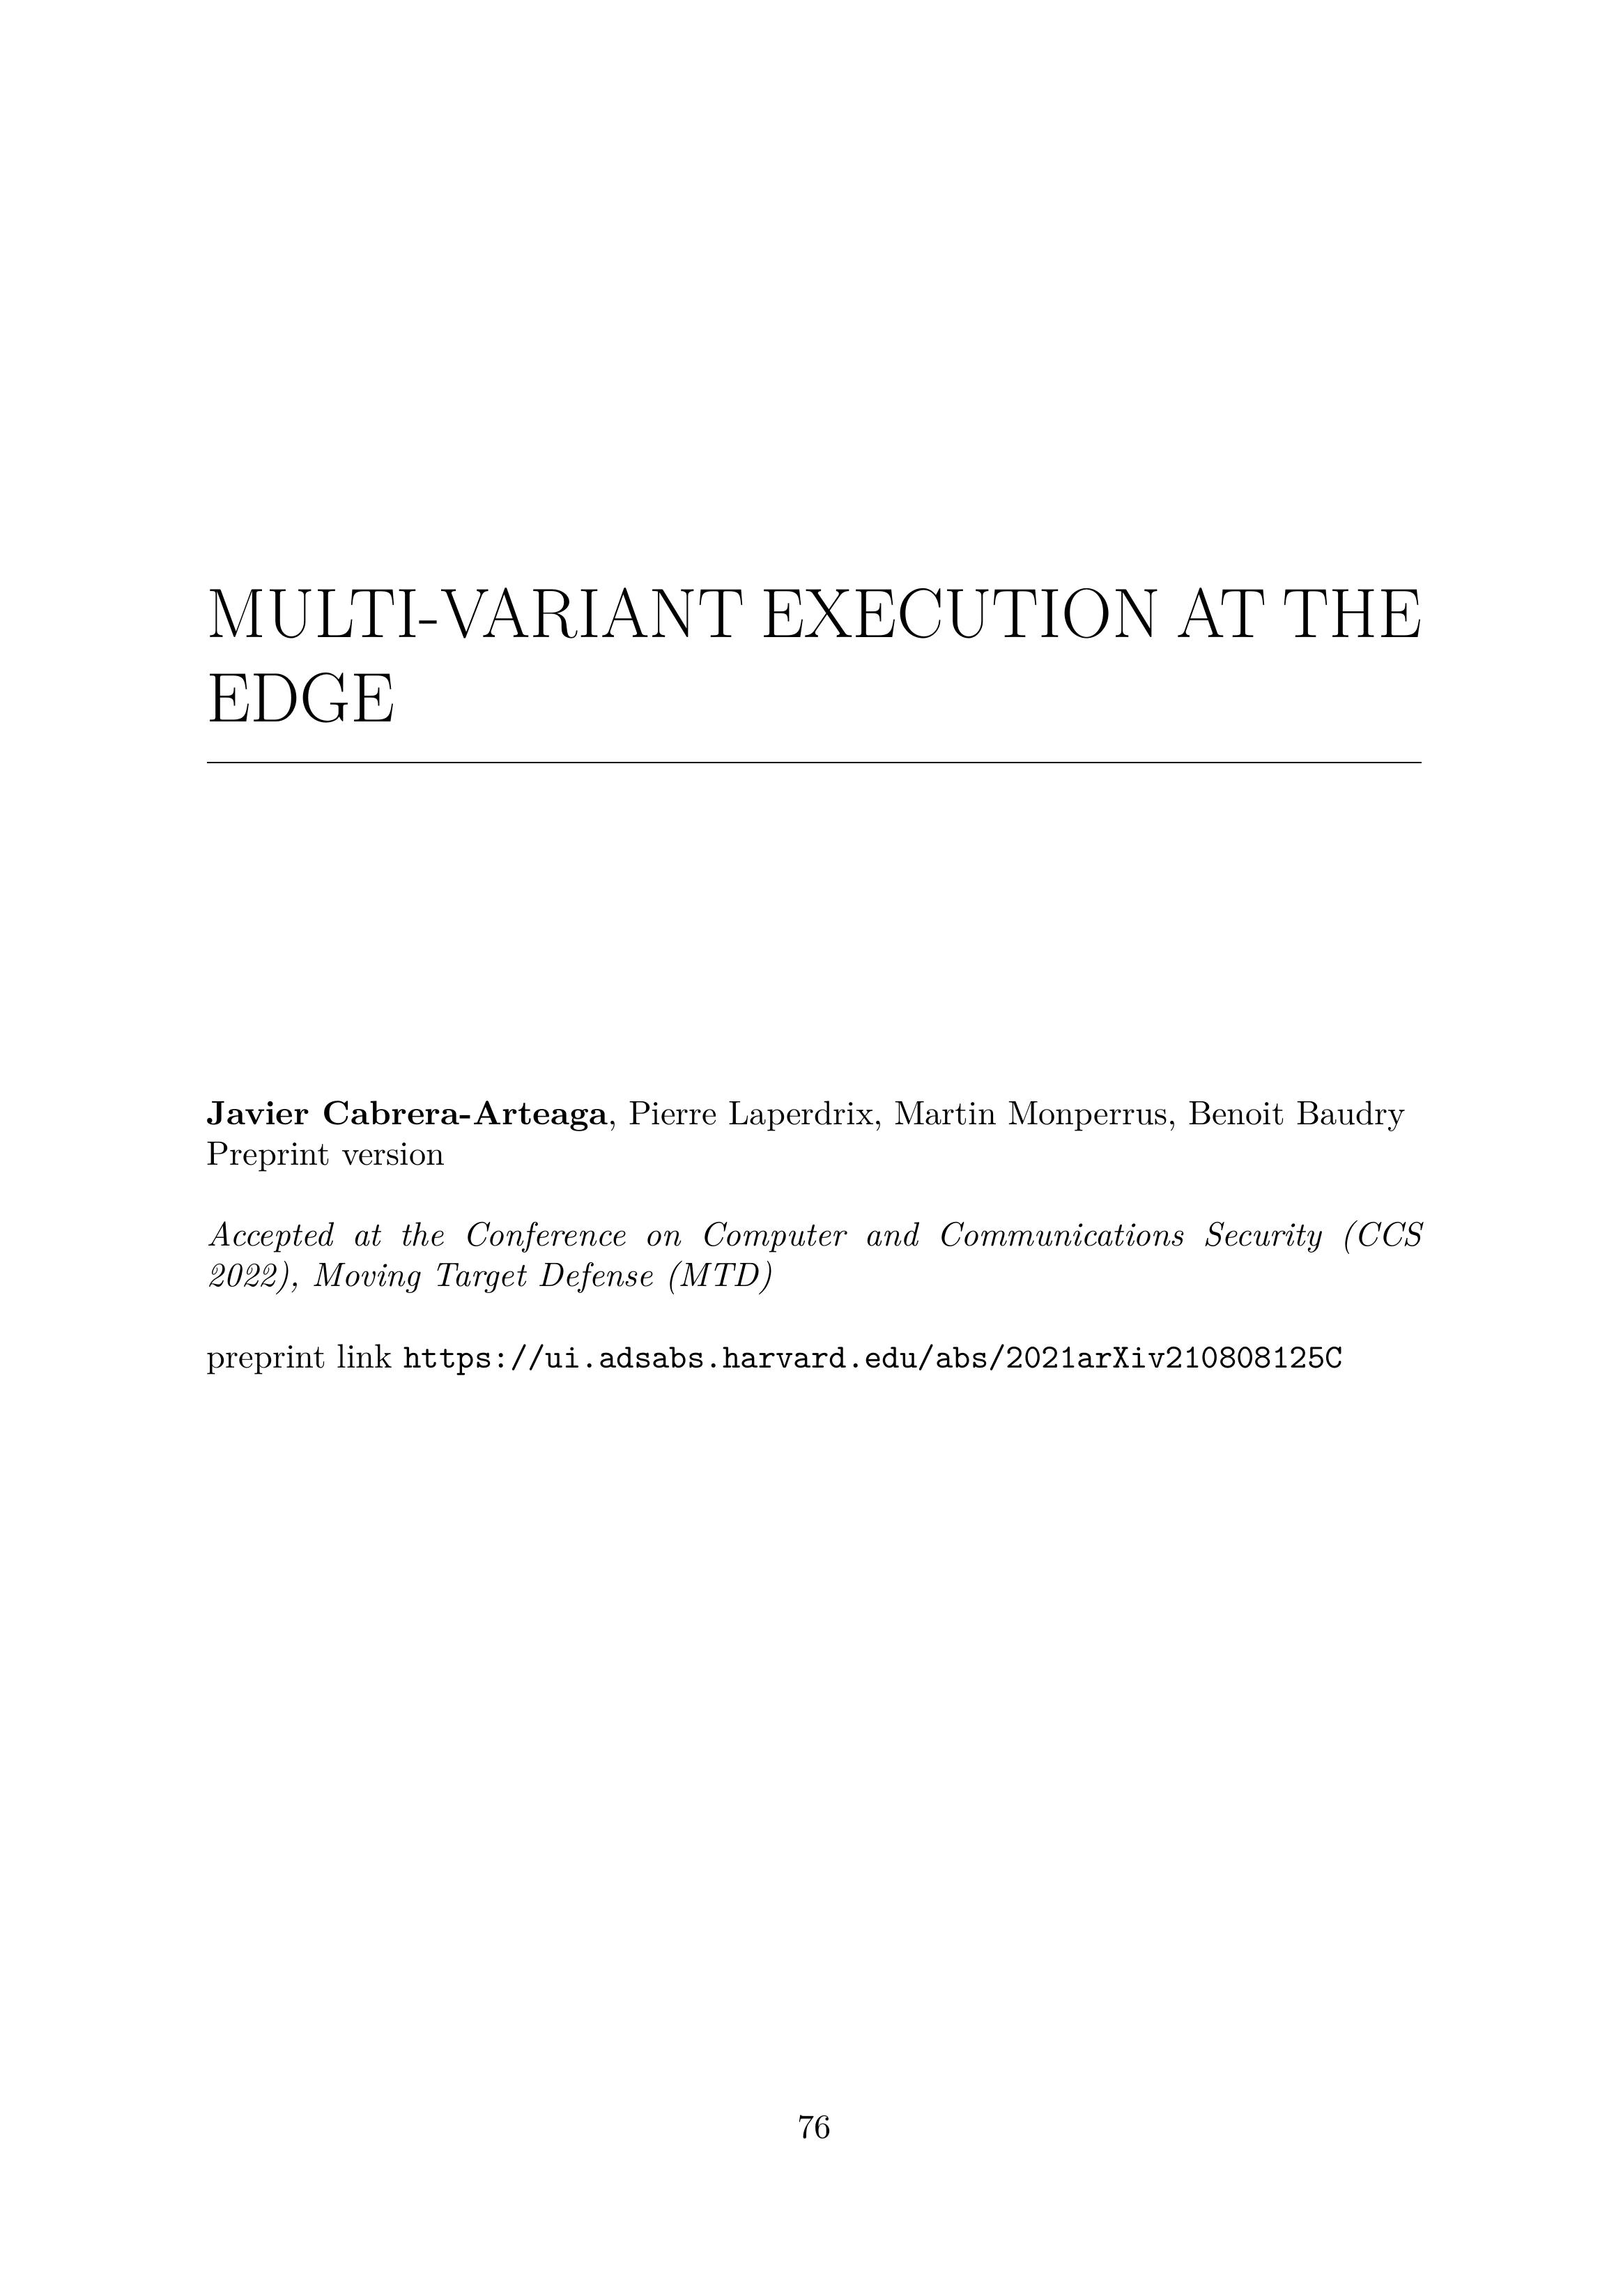 MULTI-VARIANT EXECUTION AT THE
EDGE
Javier Cabrera-Arteaga, Pierre Laperdrix, Martin Monperrus, Benoit Baudry
Preprint version
Accepted at the Conference on Computer and Communications Security (CCS
2022), Moving Target Defense (MTD)
preprint link https://ui.adsabs.harvard.edu/abs/2021arXiv210808125C
76